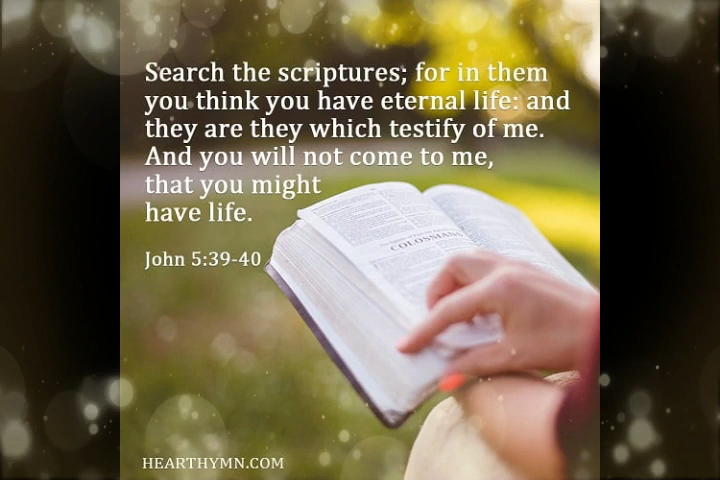 Search the scriptures; for in them
you think you have eternal life: and
they are they which testify of me.
And you will not come to me,
that you might
have life.
John 5:39-40
COLOSSIANS
HEARTHYMN.COM